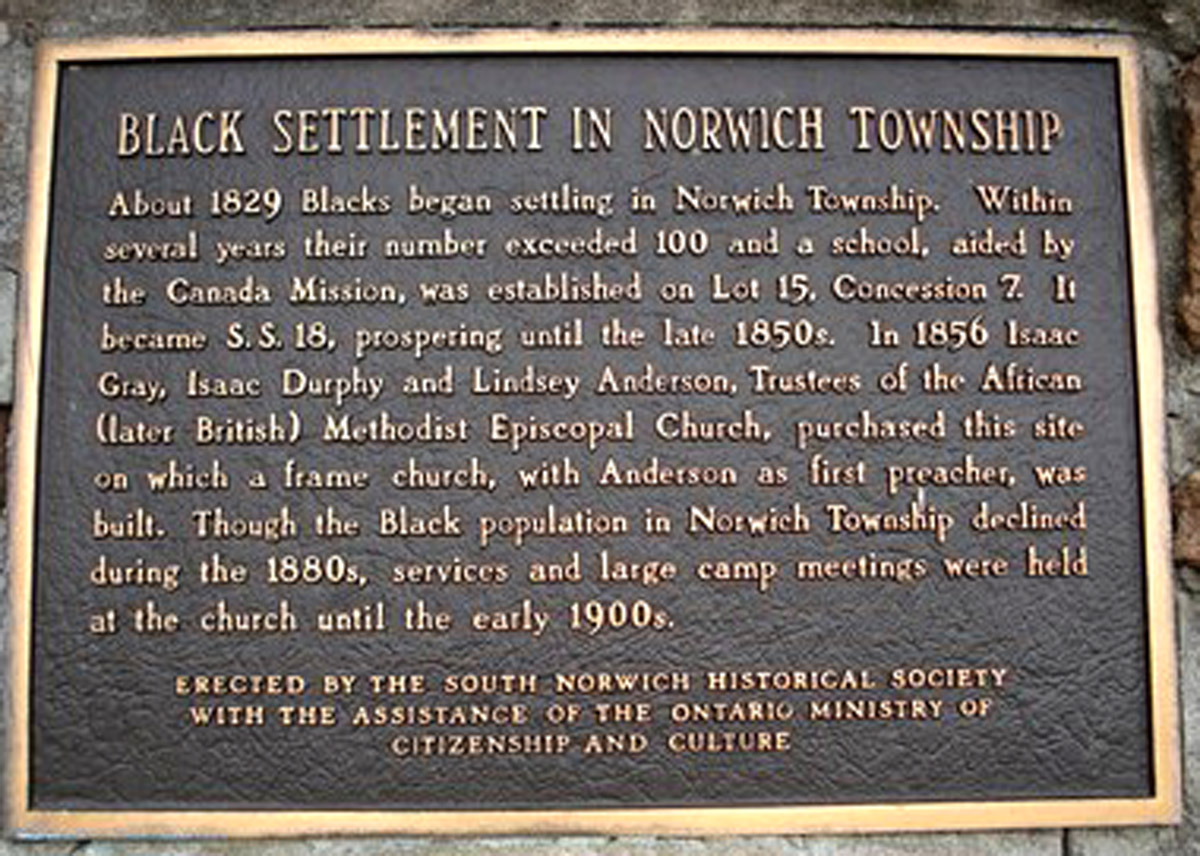 BLACK SETTLEMENT IN NORWICH TOWNSHIP
About 1829 Blacks began settling in Norwich Township. Within
several years their number exceeded 100 and a school, aided by
the Canada Mission, was established on Lot 15, Concession 7. It
became S.S. 18, prospering until the late 1850s. In 1856 Isaac
Gray, Isaac Durphy and Lindsey Anderson, Trustees of the African
(later British) Methodist Episcopal Church, purchased this site
on which a frame church, with Anderson as first preacher, was
built. Though the Black population in Norwich Township declined
during the 1880s, services and large camp meetings were held
at the church until the early 1900s.
ERECTED BY THE SOUTH NORWICH HISTORICAL SOCIETY
WITH THE ASSISTANCE OF THE ONTARIO MINISTRY OF
CITIZENSHIP AND CULTURE